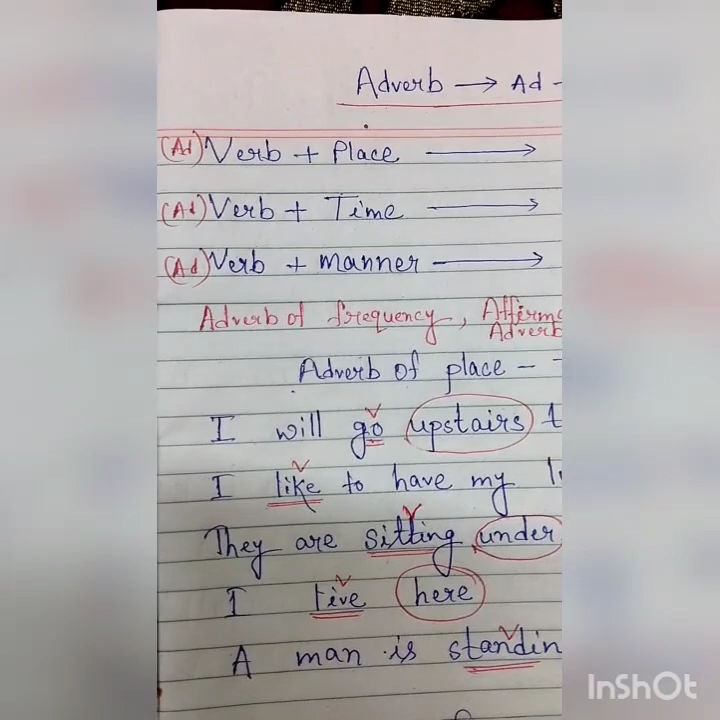 Adverb → Ad -
(Ad) Verb + Place →
(Ad) Verb + Time →
(Ad) Verb + manner →
Adverb of frequency, Affirma
Adverb
Adverb of place -
I will go upstairs t
I like to have my
They are sitting under
I live here
A man is standin
InShOt